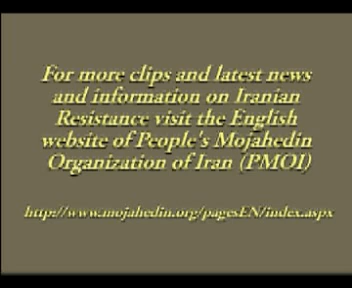 For more clips and latest news
and information on Iranian
Resistance visit the English
website of People's Mojahedin
Organization of Iran (PMOI)
http://www.mojahedin.org/pagesEN/index.aspx